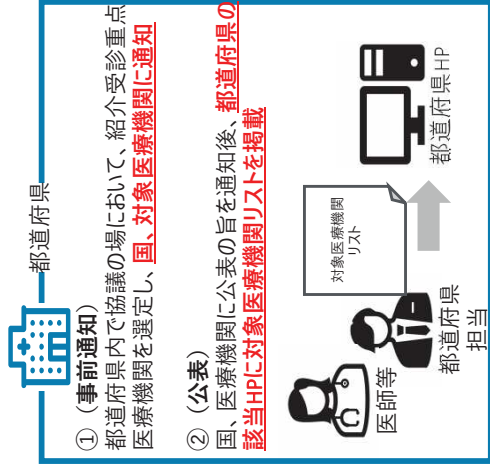 都道府県
① （事前通知）
都道府県内で協議の場において、紹介受診重点
医療機関を選定し、国、対象医療機関に通知
② （公表）
国、医療機関に公表の旨を通知後、都道府県の
該当HPに対象医療機関リストを掲載
対象医療機関
リスト
医師等
都道府県
担当
都道府県HP